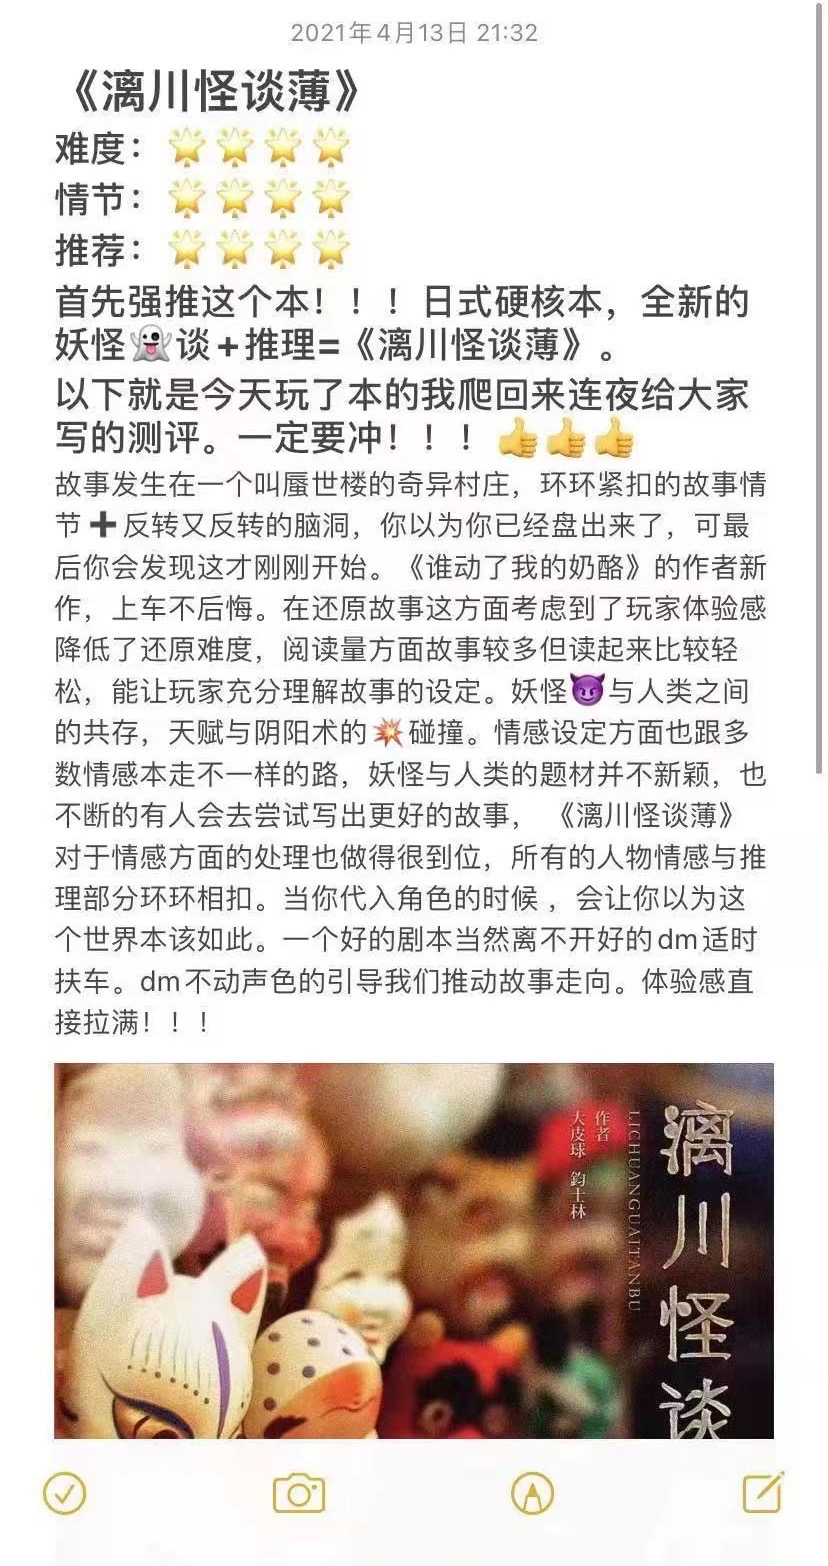 2021年4月13日 21:32
《漓川怪谈薄》
难度：🌟🌟🌟🌟
情节：🌟🌟🌟🌟
推荐：🌟🌟🌟🌟
首先强推这个本！！！日式硬核本，全新的
妖怪👻谈+推理=《漓川怪谈薄》。
以下就是今天玩了本的我爬回来连夜给大家
写的测评。一定要冲！！！👍👍👍
故事发生在一个叫蜃世楼的奇异村庄，环环紧扣的故事情
节➕反转又反转的脑洞，你以为你已经盘出来了，可最
后你会发现这才刚刚开始。《谁动了我的奶酪》的作者新
作，上车不后悔。在还原故事这方面考虑到了玩家体验感
降低了还原难度，阅读量方面故事较多但读起来比较轻
松，能让玩家充分理解故事的设定。妖怪😈与人类之间
的共存，天赋与阴阳术的💥碰撞。情感设定方面也跟多
数情感本走不一样的路，妖怪与人类的题材并不新颖，也
不断的有人会去尝试写出更好的故事，《漓川怪谈薄》
对于情感方面的处理也做得很到位，所有的人物情感与推
理部分环环相扣。当你代入角色的时候，会让你以为这
个世界本该如此。一个好的剧本当然离不开好的dm适时
扶车。dm不动声色的引导我们推动故事走向。体验感直
接拉满！！！
漓川怪谈
LICHUANGUAITANBU
作者
大皮球 鈞士林